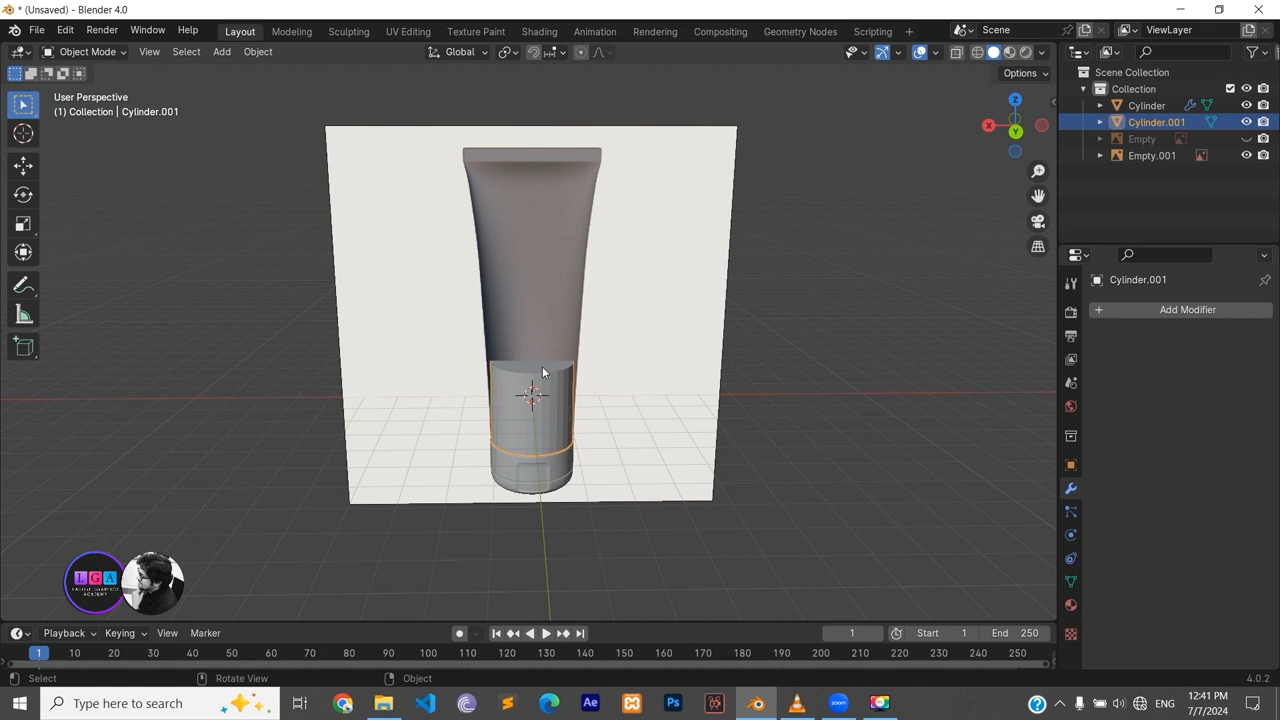 * (Unsaved) - Blender 4.0
File Edit Render Window Help Layout Modeling Sculpting UV Editing Texture Paint Shading Animation Rendering Compositing Geometry Nodes Scripting + Scene ViewLayer
Object Mode View Select Add Object Global
Options
User Perspective
(1) Collection | Cylinder.001
Z
X
Y
Scene Collection
Collection
Cylinder
Cylinder.001
Empty
Empty.001
Cylinder.001
+ Add Modifier
LGA
Playback Keying View Marker 1 Start 1 End 250
1 10 20 30 40 50 60 70 80 90 100 110 120 130 140 150 160 170 180 190 200 210 220 230 240 250
Select Rotate View Object 4.0.2
Type here to search
Ae
Ps
ENG
12:41 PM
7/7/2024